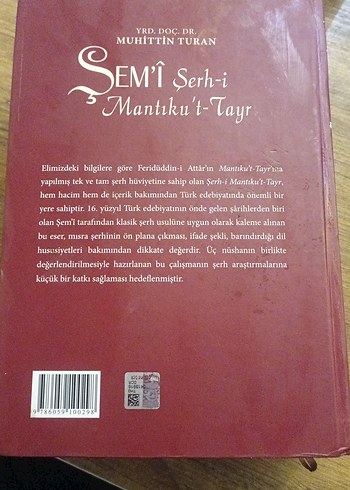 YRD. DOÇ. DR.
MUHİTTİN TURAN
ŞEM'Î Şerh-i
Mantıku't-Tayr
Elimizdeki bilgilere göre Feridüddin-i Attâr'ın Mantıku't-Tayr'ına
yapılmış tek ve tam şerh hüviyetine sahip olan Şerh-i Mantıku't-Tayr,
hem hacim hem de içerik bakımından Türk edebiyatında önemli bir
yere sahiptir. 16. yüzyıl Türk edebiyatının önde gelen şârihlerden biri
olan Şem'î tarafından klasik şerh usulüne uygun olarak kaleme alınan
bu eser, mısra şerhinin ön plana çıkması, ifade şekli, barındırdığı dil
hususiyetleri bakımından dikkate değerdir. Üç nüshanın birlikte
değerlendirilmesiyle hazırlanan bu çalışmanın şerh araştırmalarına
küçük bir katkı sağlaması hedeflenmiştir.
9 786059 100298